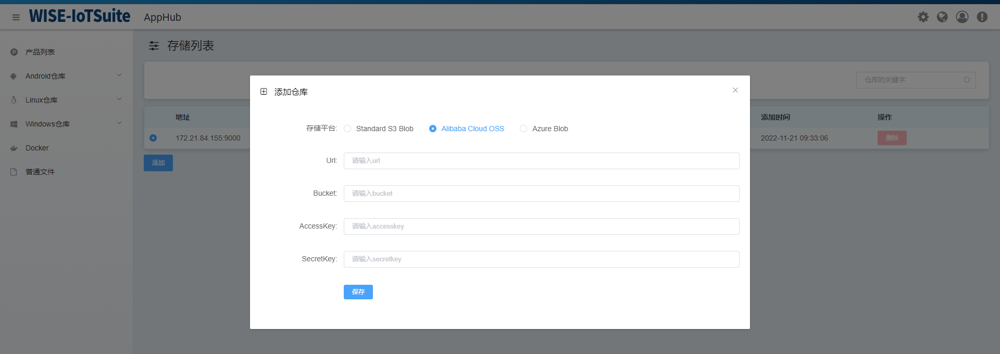 WISE-IoTSuite AppHub
产品列表
Android仓库
Linux仓库
Windows仓库
Docker
普通文件
存储列表
仓库的关键字
地址 添加时间 操作
172.21.84.155:9000 2022-11-21 09:33:06 删除
添加
添加仓库
存储平台: Standard S3 Blob Alibaba Cloud OSS Azure Blob
Url: 请输入url
Bucket: 请输入bucket
AccessKey: 请输入accesskey
SecretKey: 请输入secretkey
保存